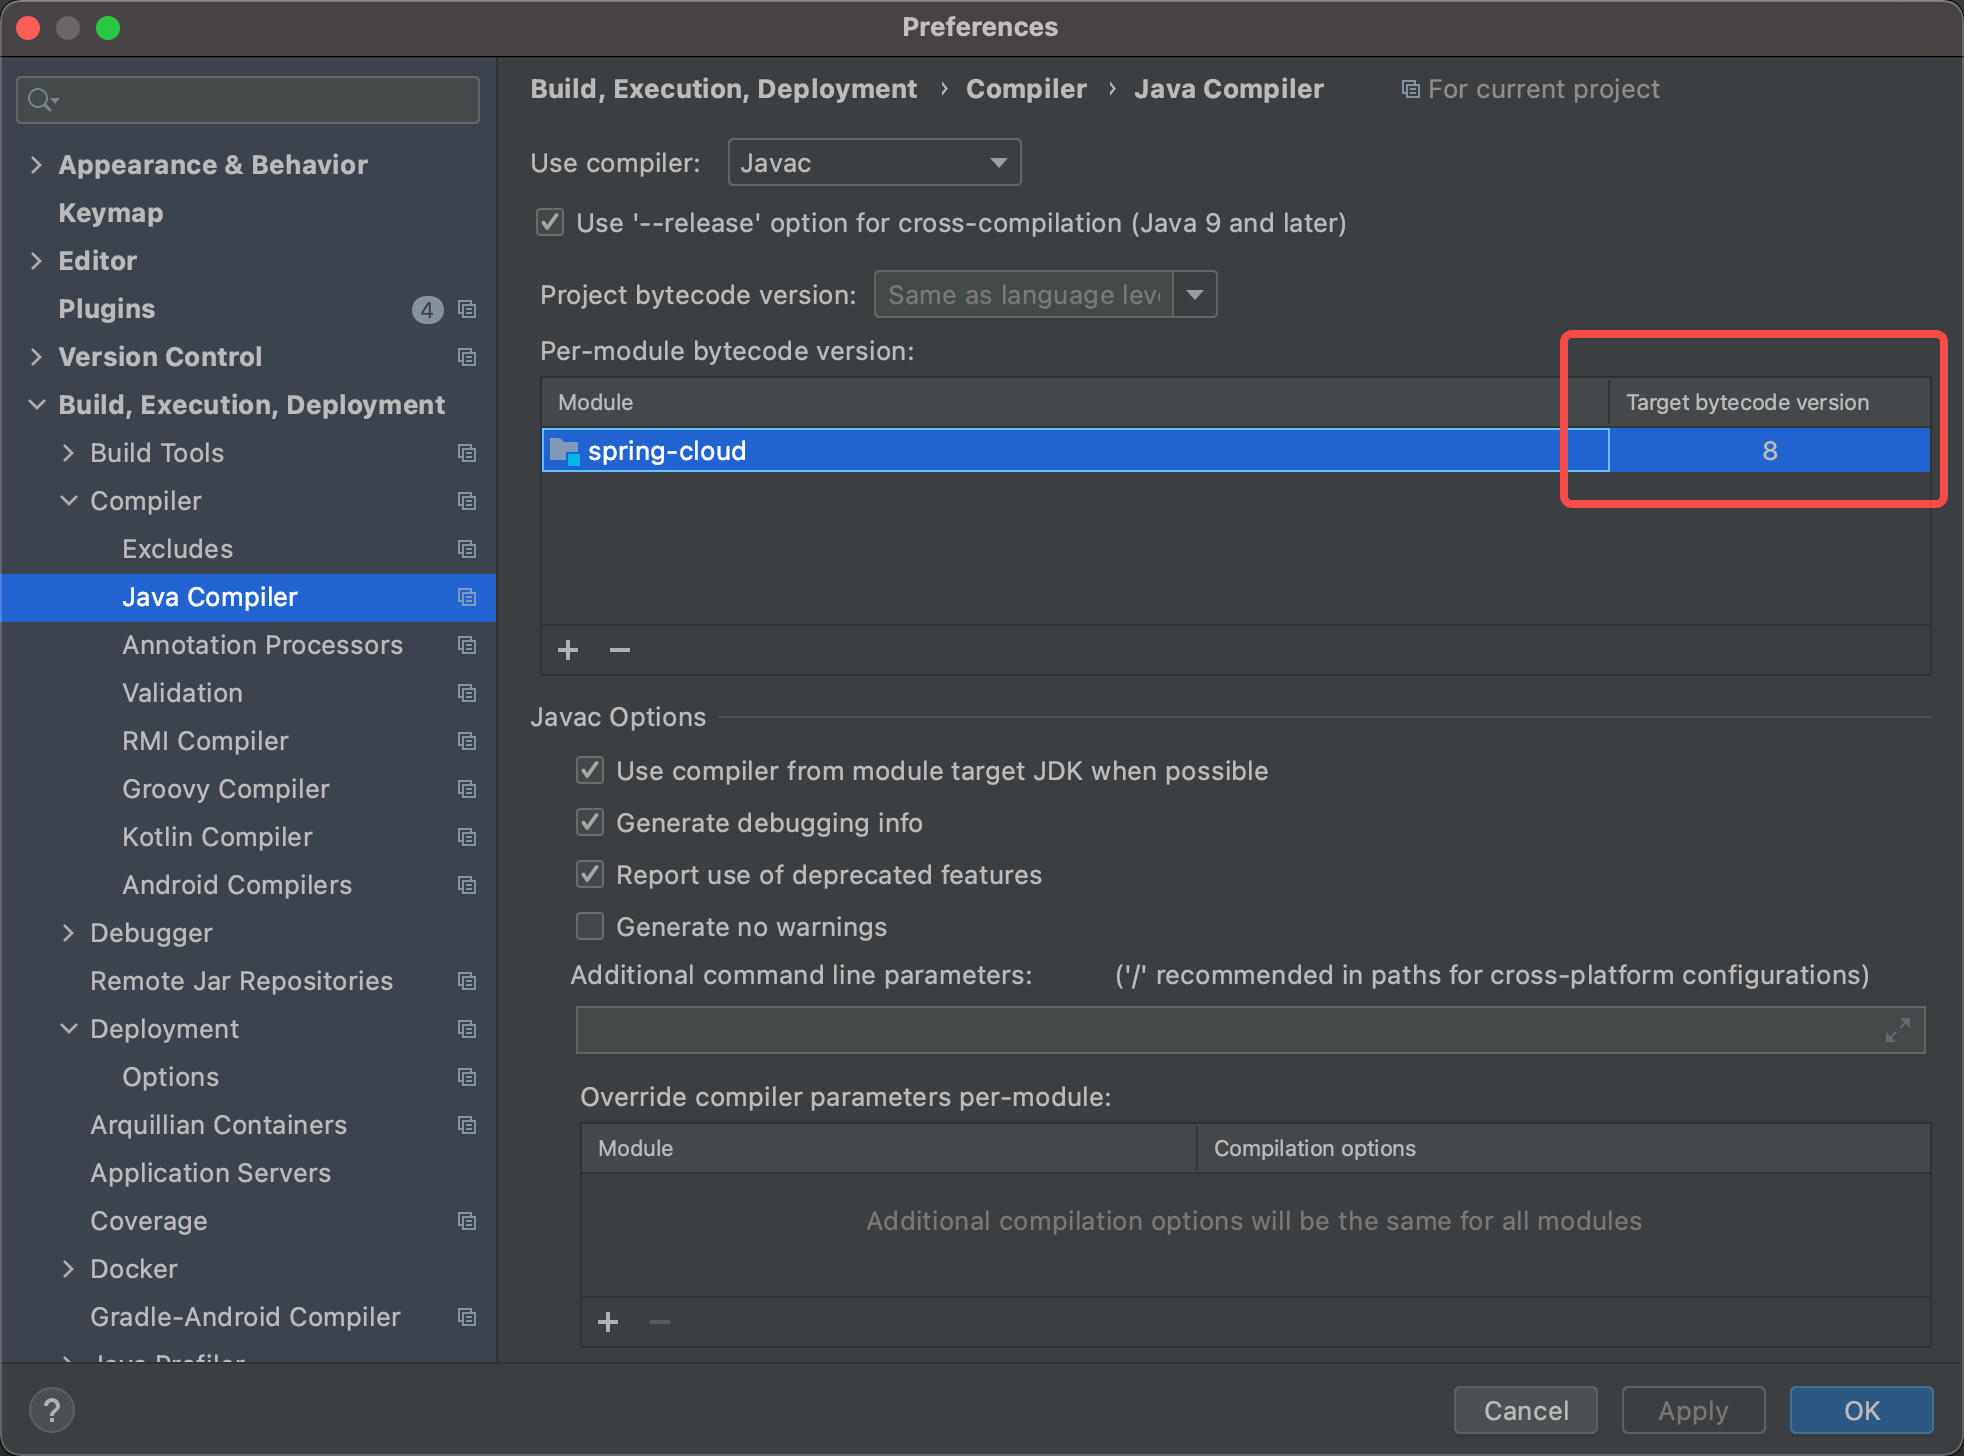 Preferences
Appearance & Behavior
Keymap
Editor
Plugins 4
Version Control
Build, Execution, Deployment
Build Tools
Compiler
Excludes
Java Compiler
Annotation Processors
Validation
RMI Compiler
Groovy Compiler
Kotlin Compiler
Android Compilers
Debugger
Remote Jar Repositories
Deployment
Options
Arquillian Containers
Application Servers
Coverage
Docker
Gradle-Android Compiler
Java Profiler
Build, Execution, Deployment › Compiler › Java Compiler For current project
Use compiler: Javac
Use '--release' option for cross-compilation (Java 9 and later)
Project bytecode version: Same as language leve
Per-module bytecode version:
Module Target bytecode version
spring-cloud 8
+ −
Javac Options
Use compiler from module target JDK when possible
Generate debugging info
Report use of deprecated features
Generate no warnings
Additional command line parameters: ('/' recommended in paths for cross-platform configurations)
Override compiler parameters per-module:
Module Compilation options
Additional compilation options will be the same for all modules
+ −
? Cancel Apply OK